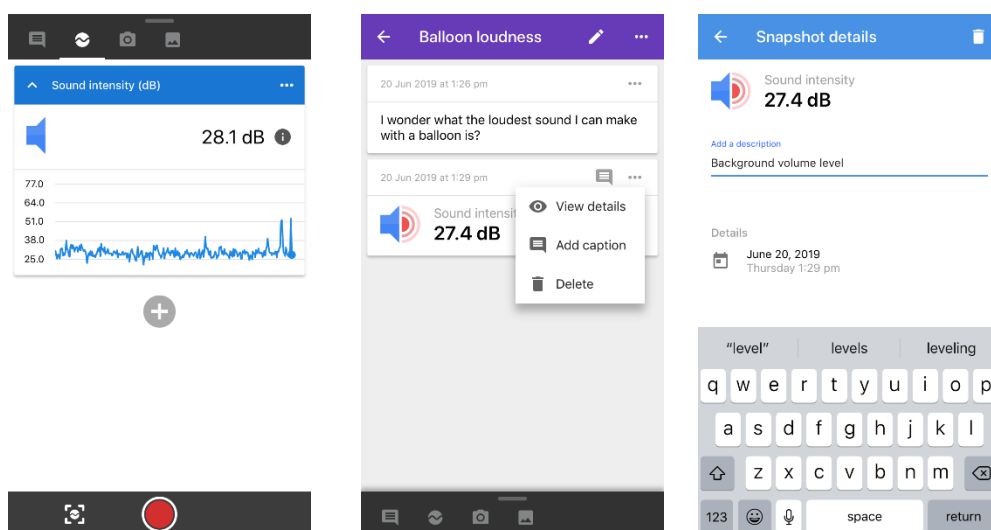 Sound intensity (dB)
28.1 dB
77.0
64.0
51.0
38.0
25.0
Balloon loudness
20 Jun 2019 at 1:26 pm
I wonder what the loudest sound I can make
with a balloon is?
20 Jun 2019 at 1:29 pm
Sound intensit
27.4 dB
View details
Add caption
Delete
Snapshot details
Sound intensity
27.4 dB
Add a description
Background volume level
Details
June 20, 2019
Thursday 1:29 pm
“level” levels leveling
q w e r t y u i o p
a s d f g h j k l
z x c v b n m
123 space return